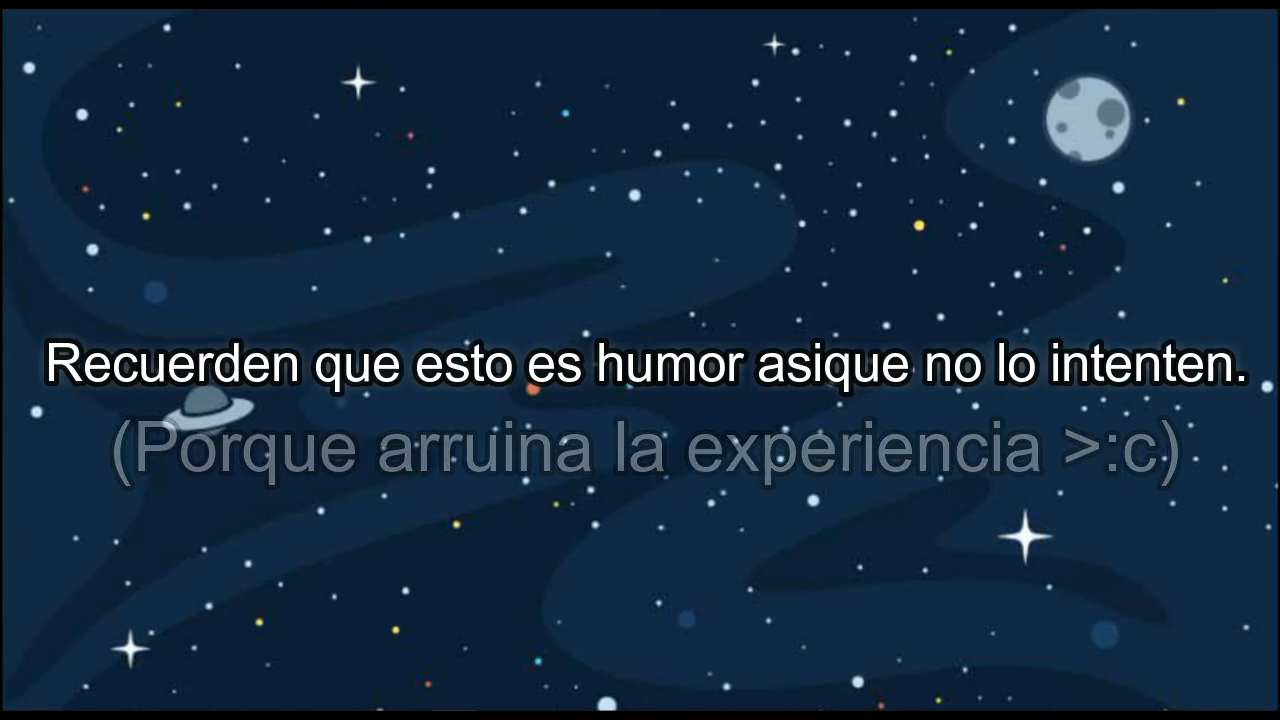 Recuerden que esto es humor asique no lo intenten.
(Porque arruina la experiencia >:c)